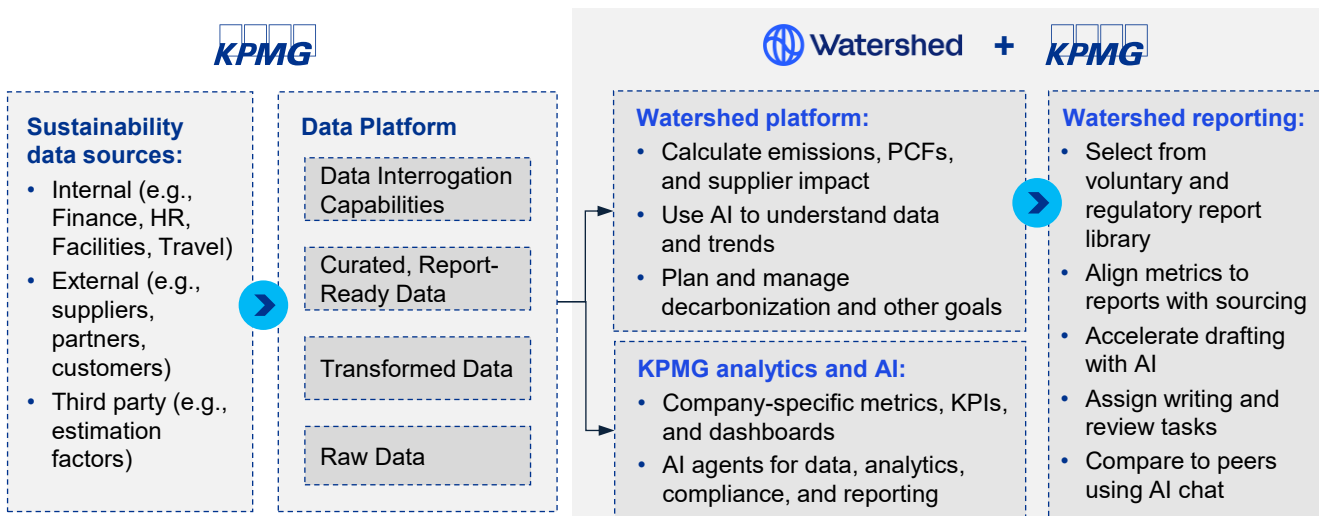 KPMG
Watershed + KPMG
Sustainability
data sources:
• Internal (e.g.,
Finance, HR,
Facilities, Travel)
• External (e.g.,
suppliers,
partners,
customers)
• Third party (e.g.,
estimation
factors)
Data Platform
Data Interrogation
Capabilities
Curated, Report-
Ready Data
Transformed Data
Raw Data
Watershed platform:
• Calculate emissions, PCFs,
and supplier impact
• Use AI to understand data
and trends
• Plan and manage
decarbonization and other goals
KPMG analytics and AI:
• Company-specific metrics, KPIs,
and dashboards
• AI agents for data, analytics,
compliance, and reporting
Watershed reporting:
• Select from
voluntary and
regulatory report
library
• Align metrics to
reports with sourcing
• Accelerate drafting
with AI
• Assign writing and
review tasks
• Compare to peers
using AI chat